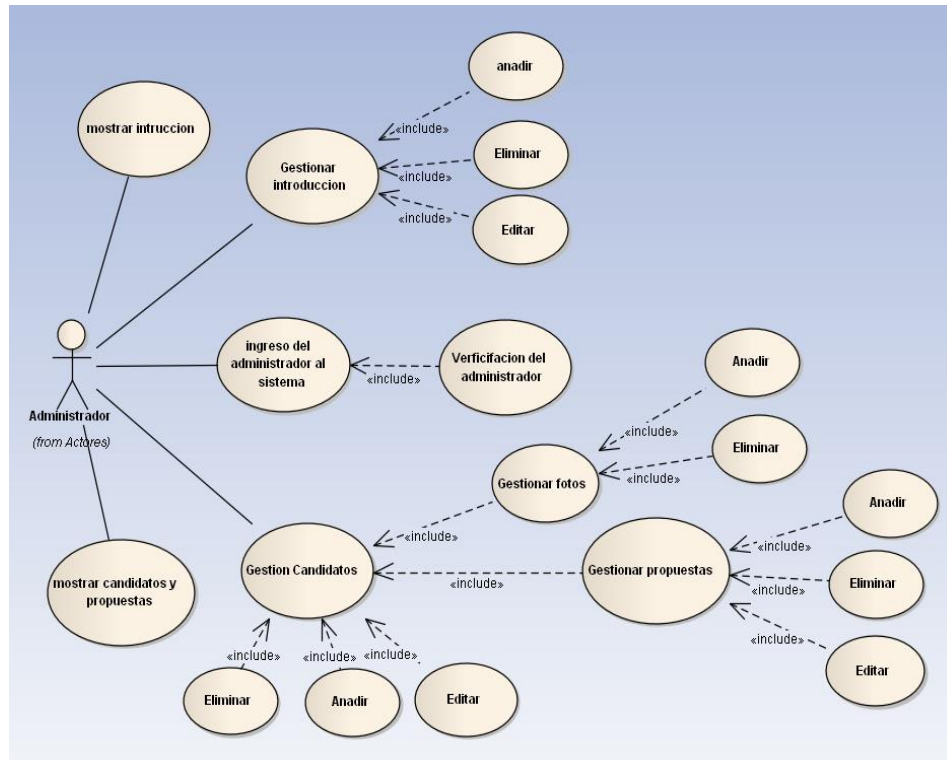 anadir
mostrar intruccion
«include»
Gestionar
introduccion
Eliminar
«include»
Editar
«include»
ingreso del
administrador al
sistema
Verficifacion del
administrador
«include»
Administrador
(from Actores)
Anadir
«include»
Eliminar
«include»
Gestionar fotos
Anadir
«include»
«include»
mostrar candidatos y
propuestas
Gestion Candidatos
Gestionar propuestas
«include»
Eliminar
«include»
Editar
«include»
«include»
«include»
«include»
Eliminar
Anadir
Editar